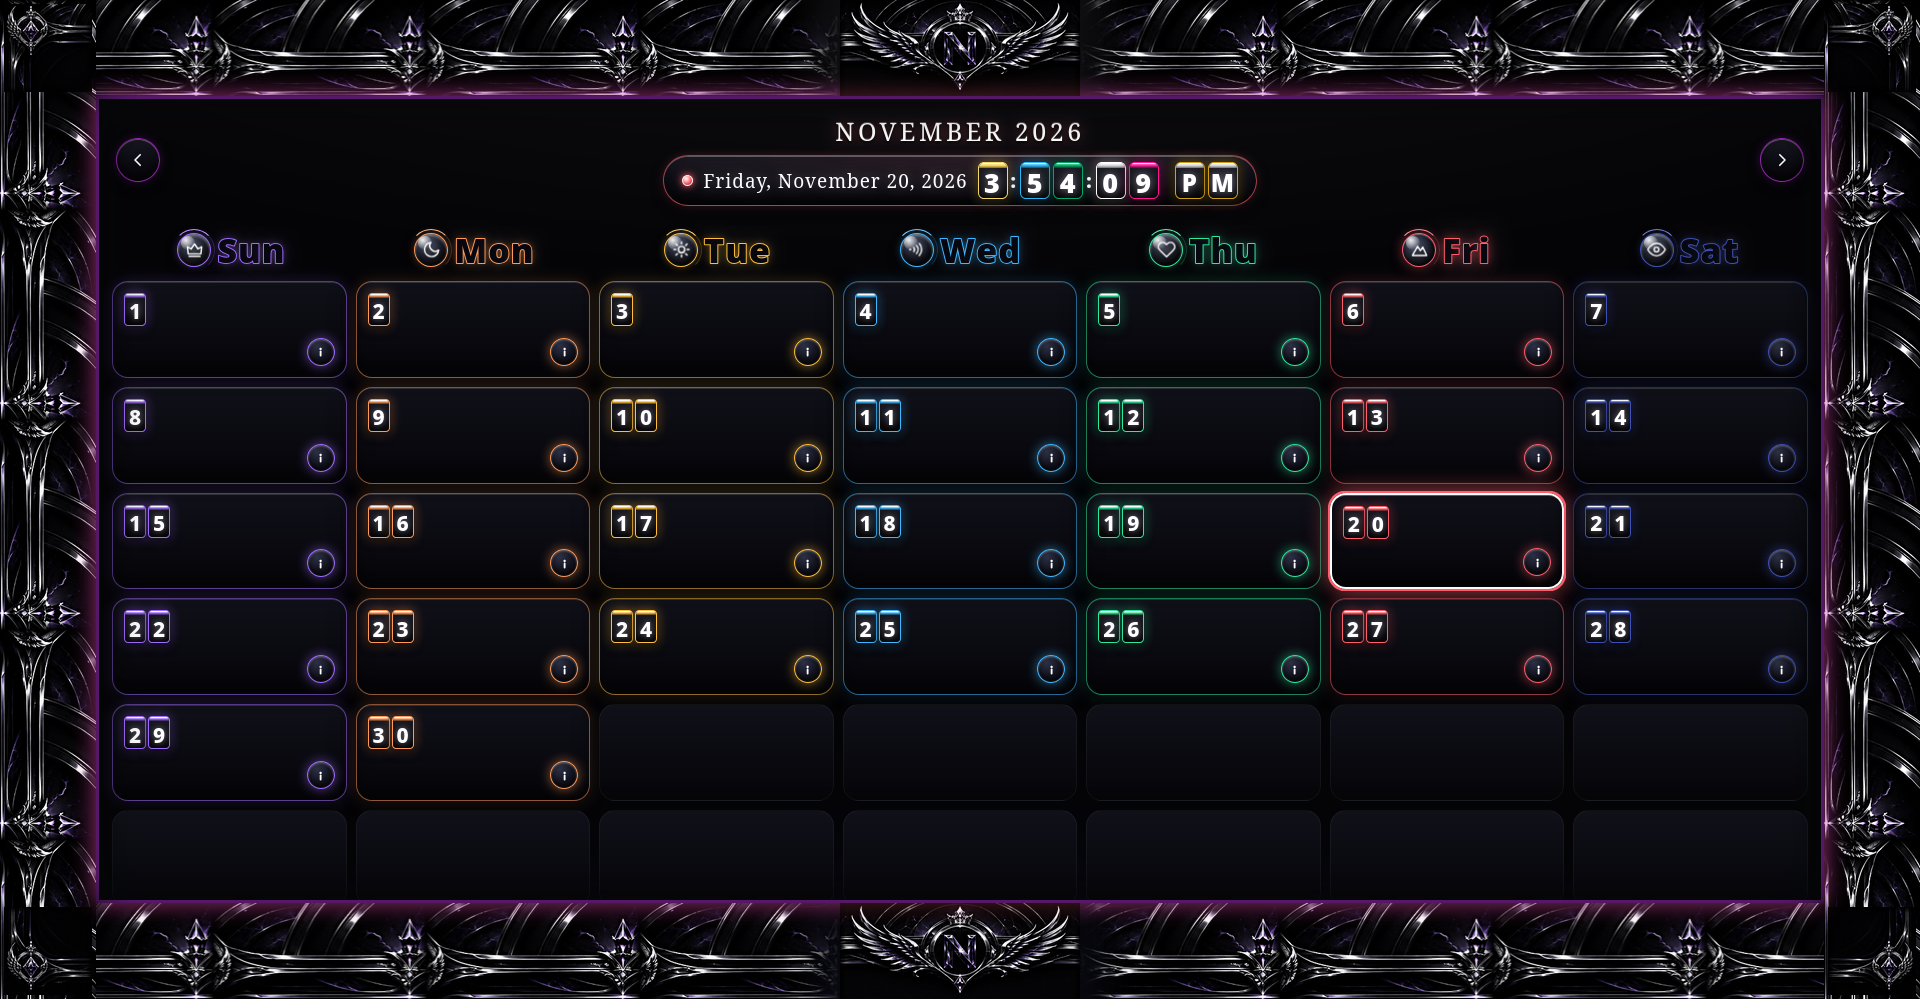 N
NOVEMBER 2026
Friday, November 20, 2026 3:54:09 PM
Sun Mon Tue Wed Thu Fri Sat
1 2 3 4 5 6 7
i i i i i i i
8 9 10 11 12 13 14
i i i i i i i
15 16 17 18 19 20 21
i i i i i i i
22 23 24 25 26 27 28
i i i i i i i
29 30
i i
N